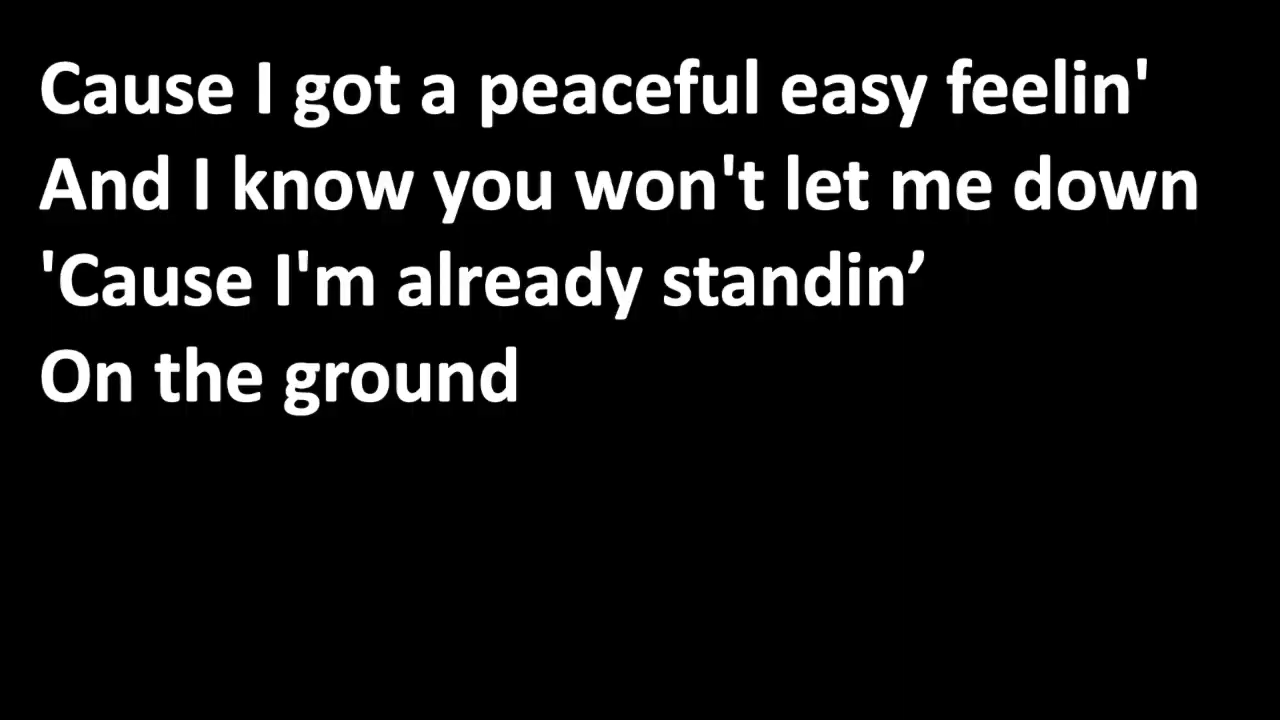 Cause I got a peaceful easy feelin'
And I know you won't let me down
'Cause I'm already standin’
On the ground